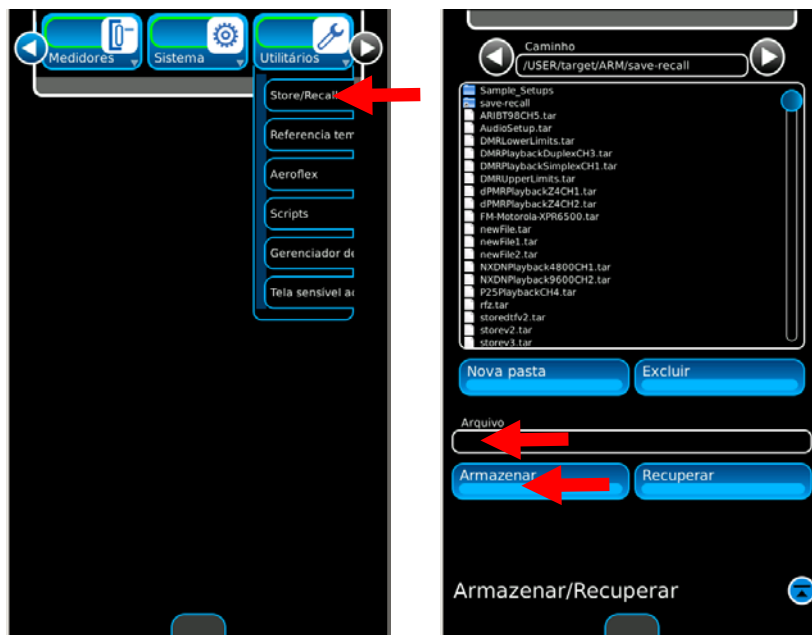 Medidores
Sistema
Utilitários
Store/Recall
Referencia tem
Aeroflex
Scripts
Gerenciador de
Tela sensivel ao
Caminho
/USER/target/ARM/save-recall
Sample_Setups
save-recall
ARIBT98CH5.tar
AudioSetup.tar
DMRLowerLimits.tar
DMRPlaybackDuplexCH3.tar
DMRPlaybackSimplexCH1.tar
DMRUpperLimits.tar
dPMRPlaybackZ4CH1.tar
dPMRPlaybackZ4CH2.tar
FM-Motorola-XPR6500.tar
newFile.tar
newFile1.tar
newFile2.tar
NXDNPlayback4800CH1.tar
NXDNPlayback9600CH2.tar
P25PlaybackCH4.tar
rfz.tar
storedtfv2.tar
storev2.tar
storev3.tar
Nova pasta
Excluir
Arquivo
Armazenar
Recuperar
Armazenar/Recuperar